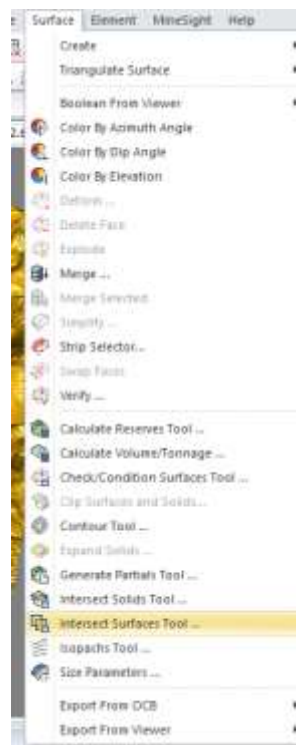 Surface Element MineSight Help
Create
Triangulate Surface
Boolean From Viewer
Color By Azimuth Angle
Color By Dip Angle
Color By Elevation
Deform ...
Delete Face
Explode
Merge ...
Merge Selected
Simplify ...
Strip Selector...
Swap Faces
Verify ...
Calculate Reserves Tool ...
Calculate Volume/Tonnage ...
Check/Condition Surfaces Tool ...
Clip Surfaces and Solids...
Contour Tool ...
Expand Solids ...
Generate Partials Tool ...
Intersect Solids Tool ...
Intersect Surfaces Tool ...
Isopachs Tool ...
Size Parameters ...
Export From OCB
Export From Viewer